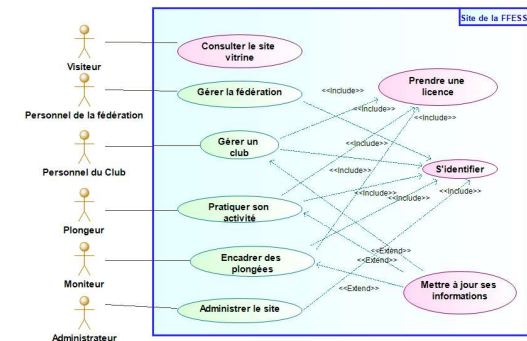 Site de la FFESS
Consulter le site
vitrine
Visiteur
Prendre une
licence
Gérer la fédération
<<Include>>
Personnel de la fédération
<<Include>>
<<Include>>
Gérer un
club
<<Include>>
Personnel du Club
<<Include>>
S'identifier
<<Include>>
<<Include>>
<<Include>>
Pratiquer son
activité
Plongeur
<<Extend>>
<<Extend>>
Encadrer des
plongées
Moniteur
<<Extend>>
Mettre à jour ses
informations
Administrer le site
Administrateur